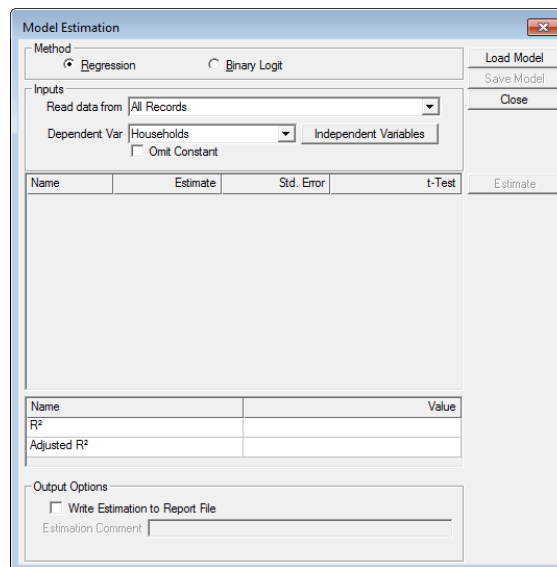 Model Estimation
Method
Regression
Binary Logit
Load Model
Save Model
Close
Inputs
Read data from All Records
Dependent Var Households Independent Variables
Omit Constant
Name Estimate Std. Error t-Test
Estimate
Name Value
R²
Adjusted R²
Output Options
Write Estimation to Report File
Estimation Comment